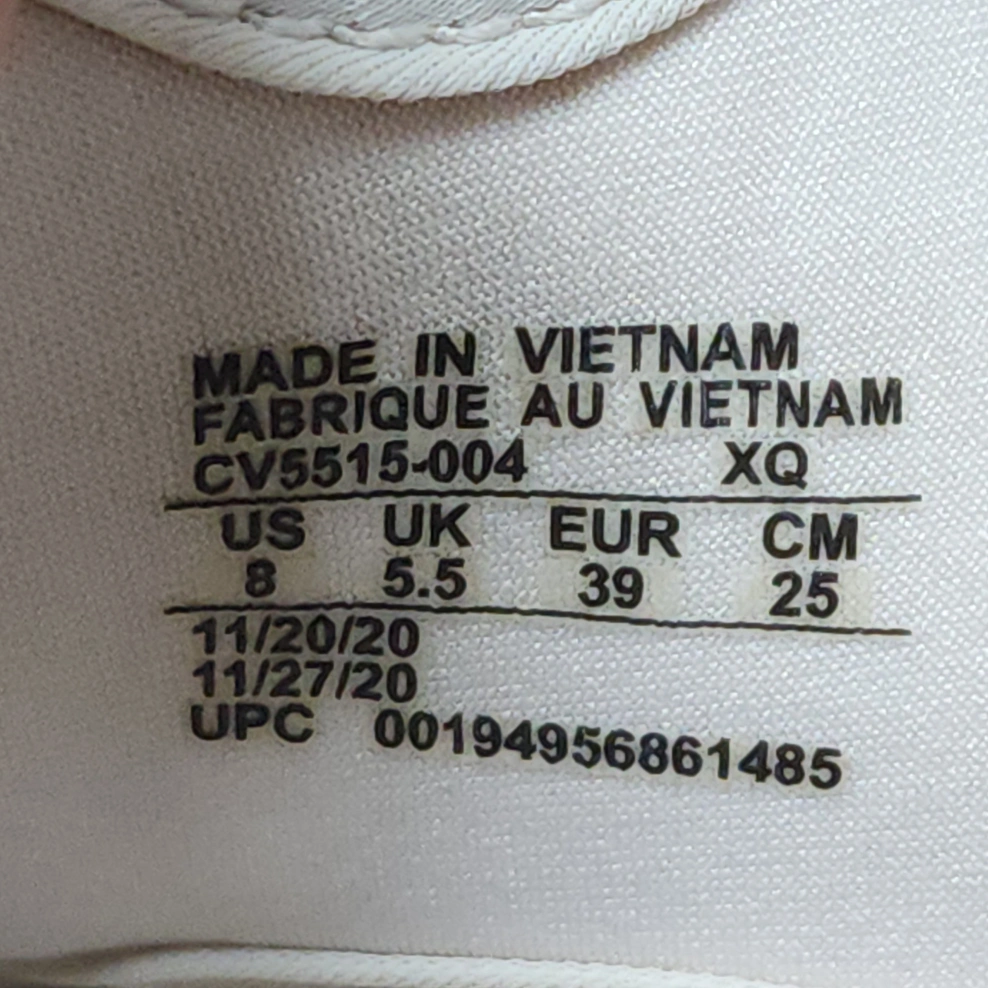 MADE IN VIETNAM
FABRIQUE AU VIETNAM
CV5515-004 XQ
US UK EUR CM
8 5.5 39 25
11/20/20
11/27/20
UPC 00194956861485